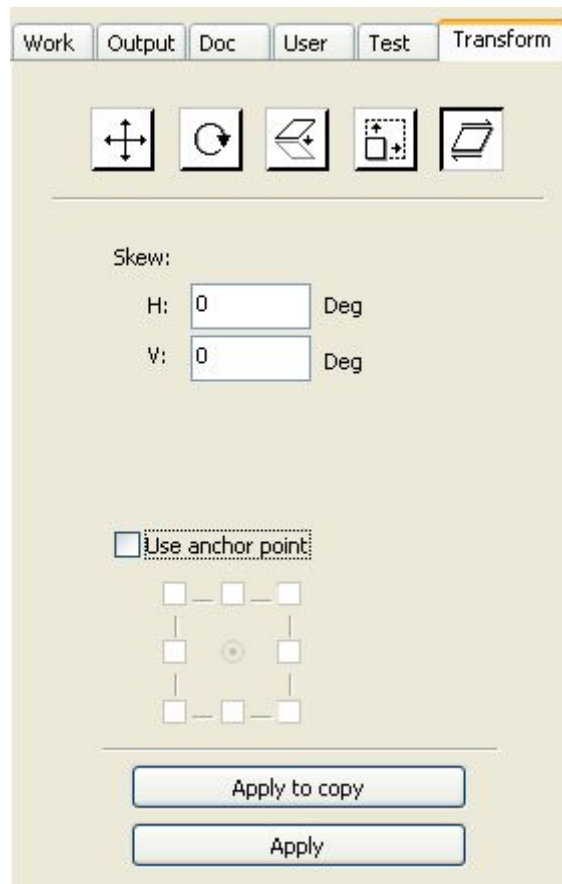 Work Output Doc User Test Transform
Skew:
H: 0 Deg
V: 0 Deg
Use anchor point
Apply to copy
Apply